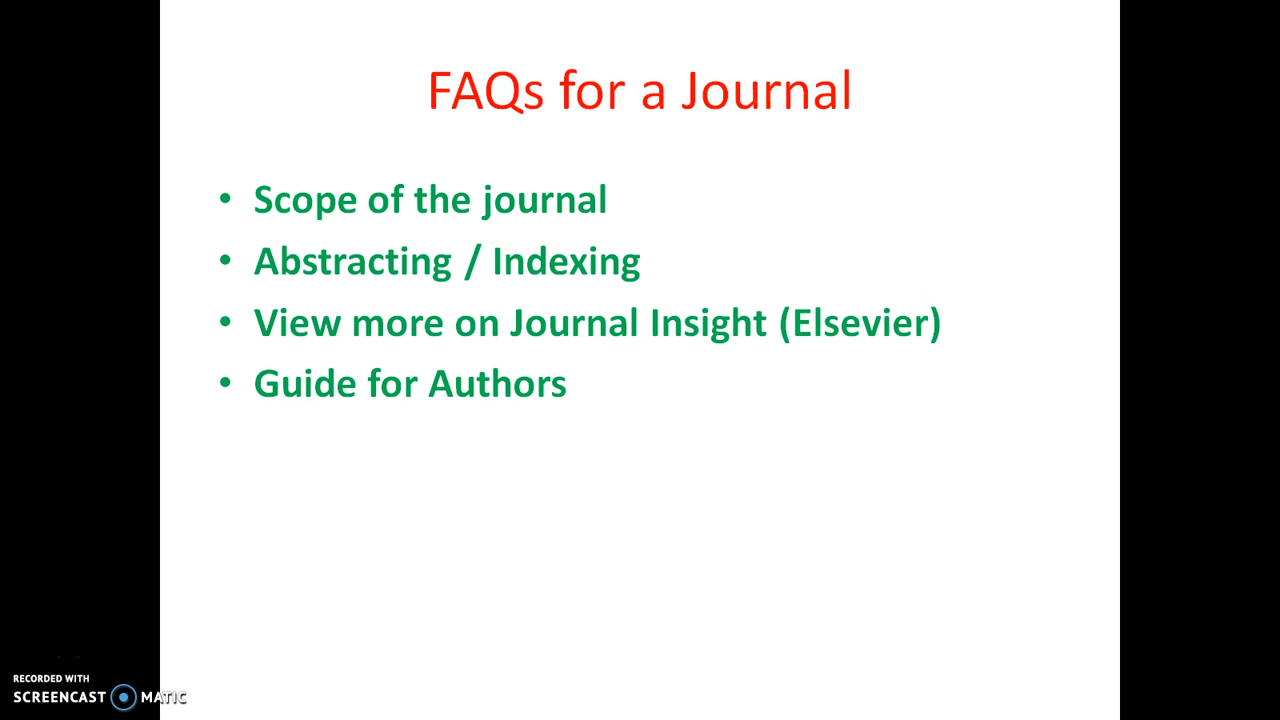 FAQs for a Journal
• Scope of the journal
• Abstracting / Indexing
• View more on Journal Insight (Elsevier)
• Guide for Authors
RECORDED WITH
SCREENCAST MATIC